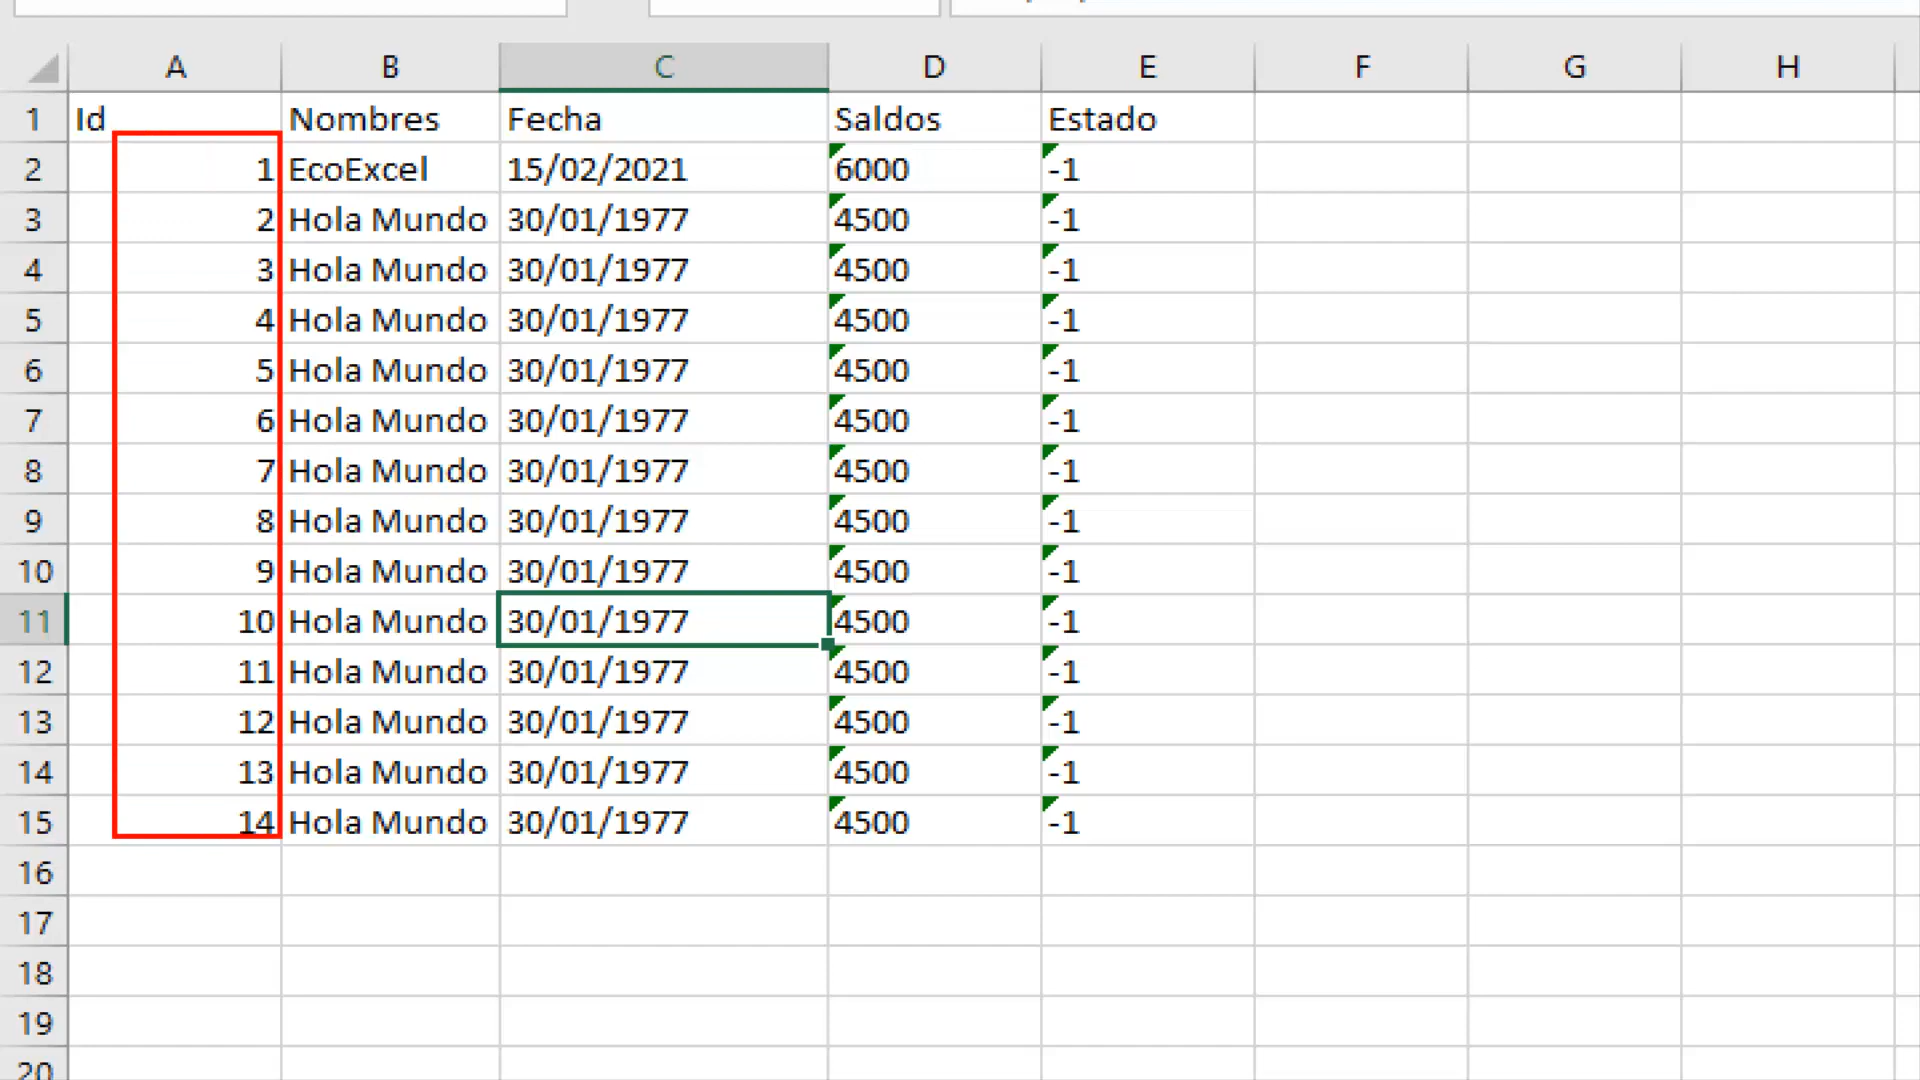 A B C D E F G H
1 Id Nombres Fecha Saldos Estado
2 1 EcoExcel 15/02/2021 6000 -1
3 2 Hola Mundo 30/01/1977 4500 -1
4 3 Hola Mundo 30/01/1977 4500 -1
5 4 Hola Mundo 30/01/1977 4500 -1
6 5 Hola Mundo 30/01/1977 4500 -1
7 6 Hola Mundo 30/01/1977 4500 -1
8 7 Hola Mundo 30/01/1977 4500 -1
9 8 Hola Mundo 30/01/1977 4500 -1
10 9 Hola Mundo 30/01/1977 4500 -1
11 10 Hola Mundo 30/01/1977 4500 -1
12 11 Hola Mundo 30/01/1977 4500 -1
13 12 Hola Mundo 30/01/1977 4500 -1
14 13 Hola Mundo 30/01/1977 4500 -1
15 14 Hola Mundo 30/01/1977 4500 -1
16
17
18
19
20